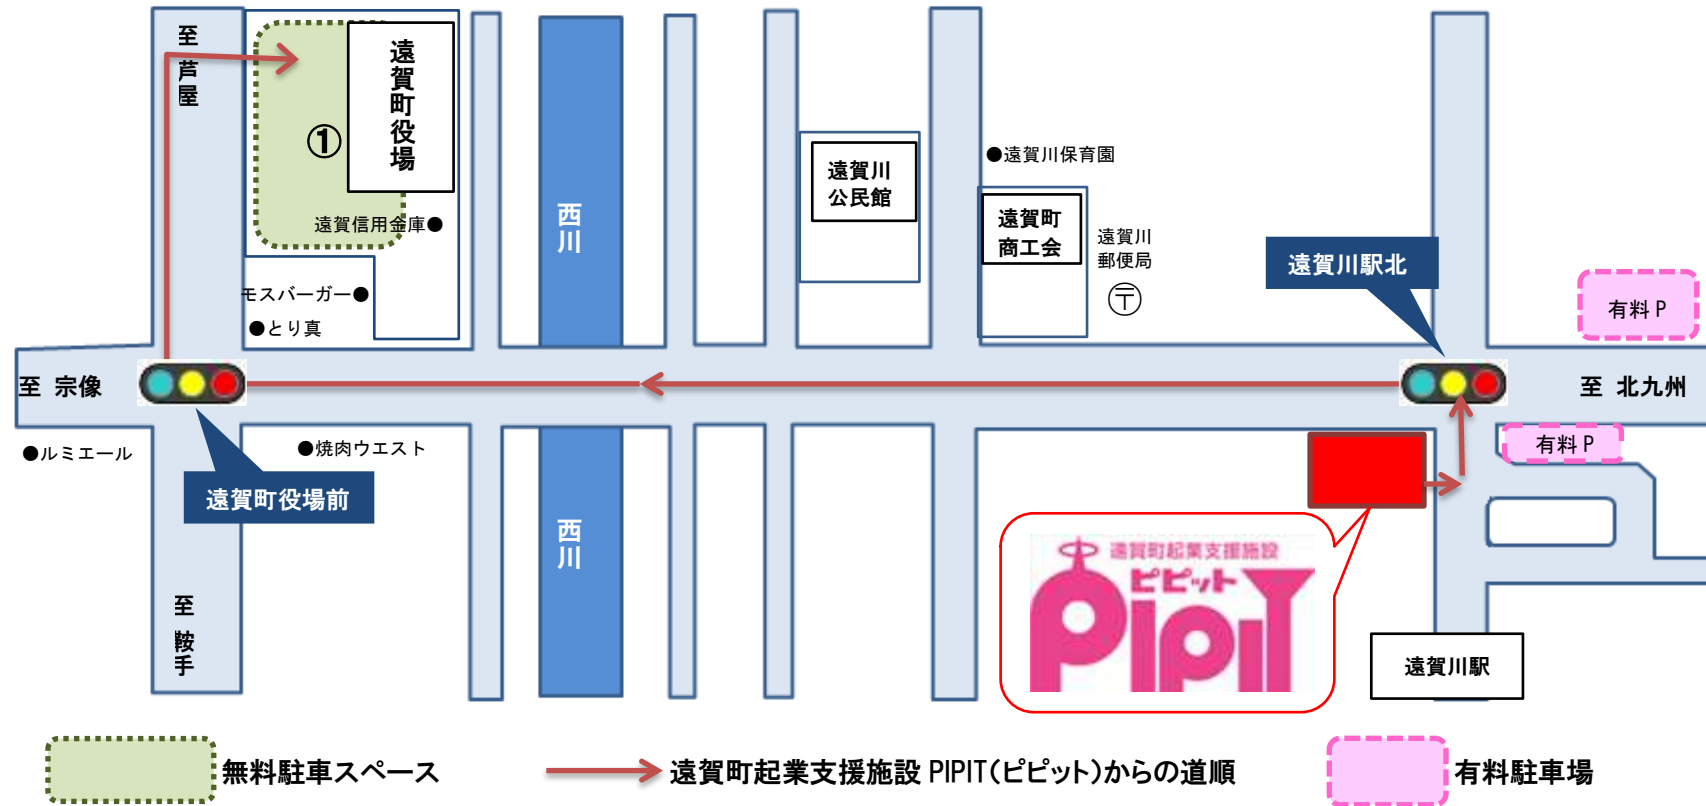 至 芦屋
遠賀町役場
①
遠賀信用金庫●
モスバーガー●
●とり真
西川
遠賀川
公民館
●遠賀川保育園
遠賀町
商工会
遠賀川
郵便局
〒
遠賀川駅北
有料 P
至 宗像
至 北九州
●ルミエール
●焼肉ウエスト
有料 P
遠賀町役場前
西川
遠賀町起業支援施設
ピピット
PIPIT
至 鞍手
遠賀川駅
無料駐車スペース
遠賀町起業支援施設 PIPIT(ピピット)からの道順
有料駐車場